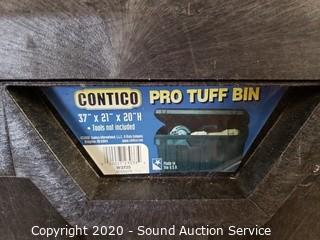 CONTICO PRO TUFF BIN
37" x 21" x 20"H
• Tools not included
Made in
the U.S.A.
Copyright 2020 - Sound Auction Service